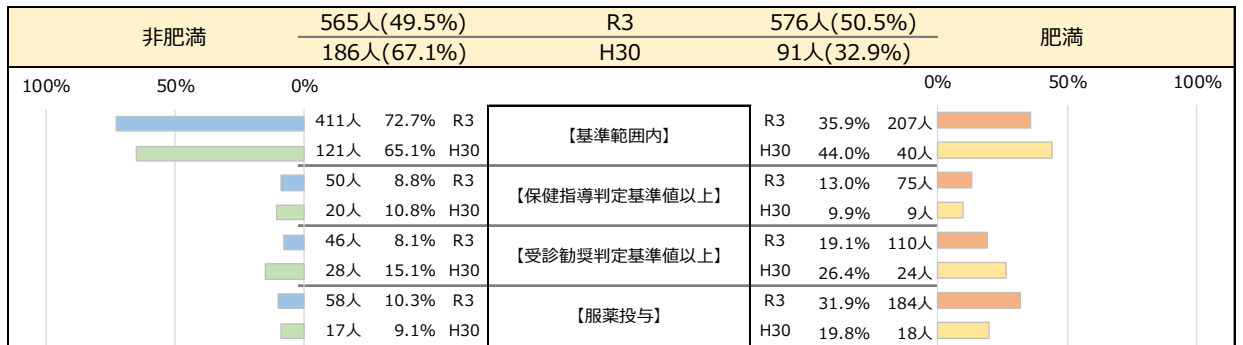 非肥満 565人(49.5%) R3 576人(50.5%) 肥満
186人(67.1%) H30 91人(32.9%)
100% 50% 0% 0% 50% 100%
411人 72.7% R3 【基準範囲内】 R3 35.9% 207人
121人 65.1% H30 H30 44.0% 40人
50人 8.8% R3 【保健指導判定基準値以上】 R3 13.0% 75人
20人 10.8% H30 H30 9.9% 9人
46人 8.1% R3 【受診勧奨判定基準値以上】 R3 19.1% 110人
28人 15.1% H30 H30 26.4% 24人
58人 10.3% R3 【服薬投与】 R3 31.9% 184人
17人 9.1% H30 H30 19.8% 18人